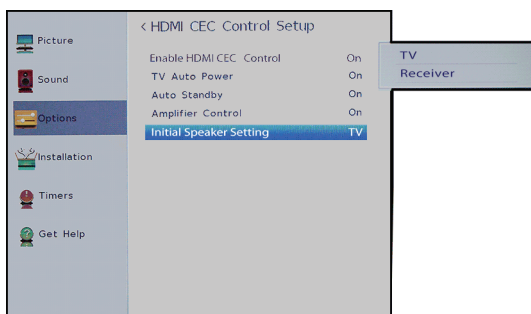 < HDMI CEC Control Setup
Picture
Sound
Options
Installation
Timers
Get Help
Enable HDMI CEC Control On
TV Auto Power On
Auto Standby On
Amplifier Control On
Initial Speaker Setting TV
TV
Receiver